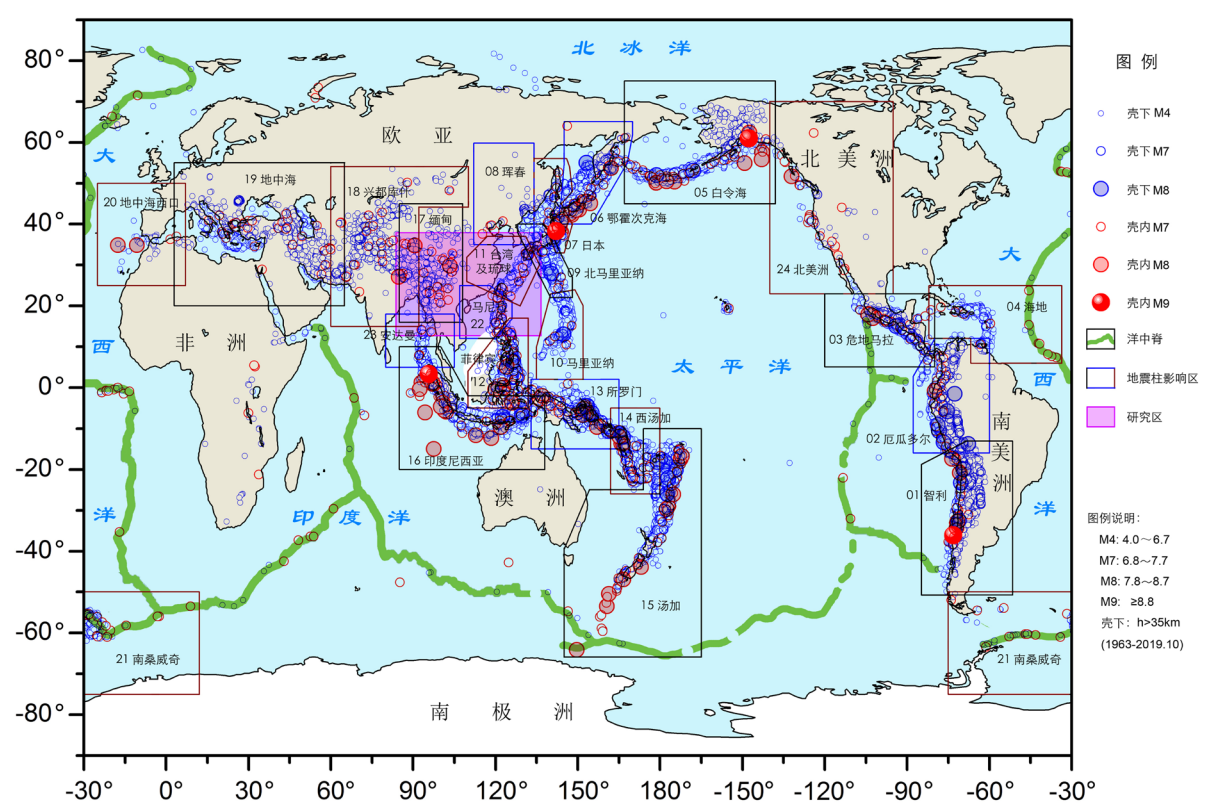 80°
60°
40°
20°
0°
-20°
-40°
-60°
-80°
-30°
0°
30°
60°
90°
120°
150°
180°
-150°
-120°
-90°
-60°
-30°
北 冰 洋
欧 亚
北 美 洲
大
西
洋
非 洲
印 度 洋
太 平 洋
澳 洲
南 极 洲
南
美
洲
大
西
洋
19 地中海
20 地中海西口
18 兴都库什
17 缅甸
08 珲春
05 白令海
06 鄂霍次克海
07 日本
09 北马里亚纳
11 台湾
及琉球
马尼
22
23 安达曼
10 马里亚纳
菲律宾
12
13 所罗门
14 西汤加
16 印度尼西亚
15 汤加
24 北美洲
03 危地马拉
04 海地
02 厄瓜多尔
01 智利
21 南桑威奇
21 南桑威奇
图 例
壳下 M4
壳下 M7
壳下 M8
壳内 M7
壳内 M8
壳内 M9
洋中脊
地震柱影响区
研究区
图例说明：
M4: 4.0～6.7
M7: 6.8～7.7
M8: 7.8～8.7
M9: ≥8.8
壳下： h>35km
(1963-2019.10)